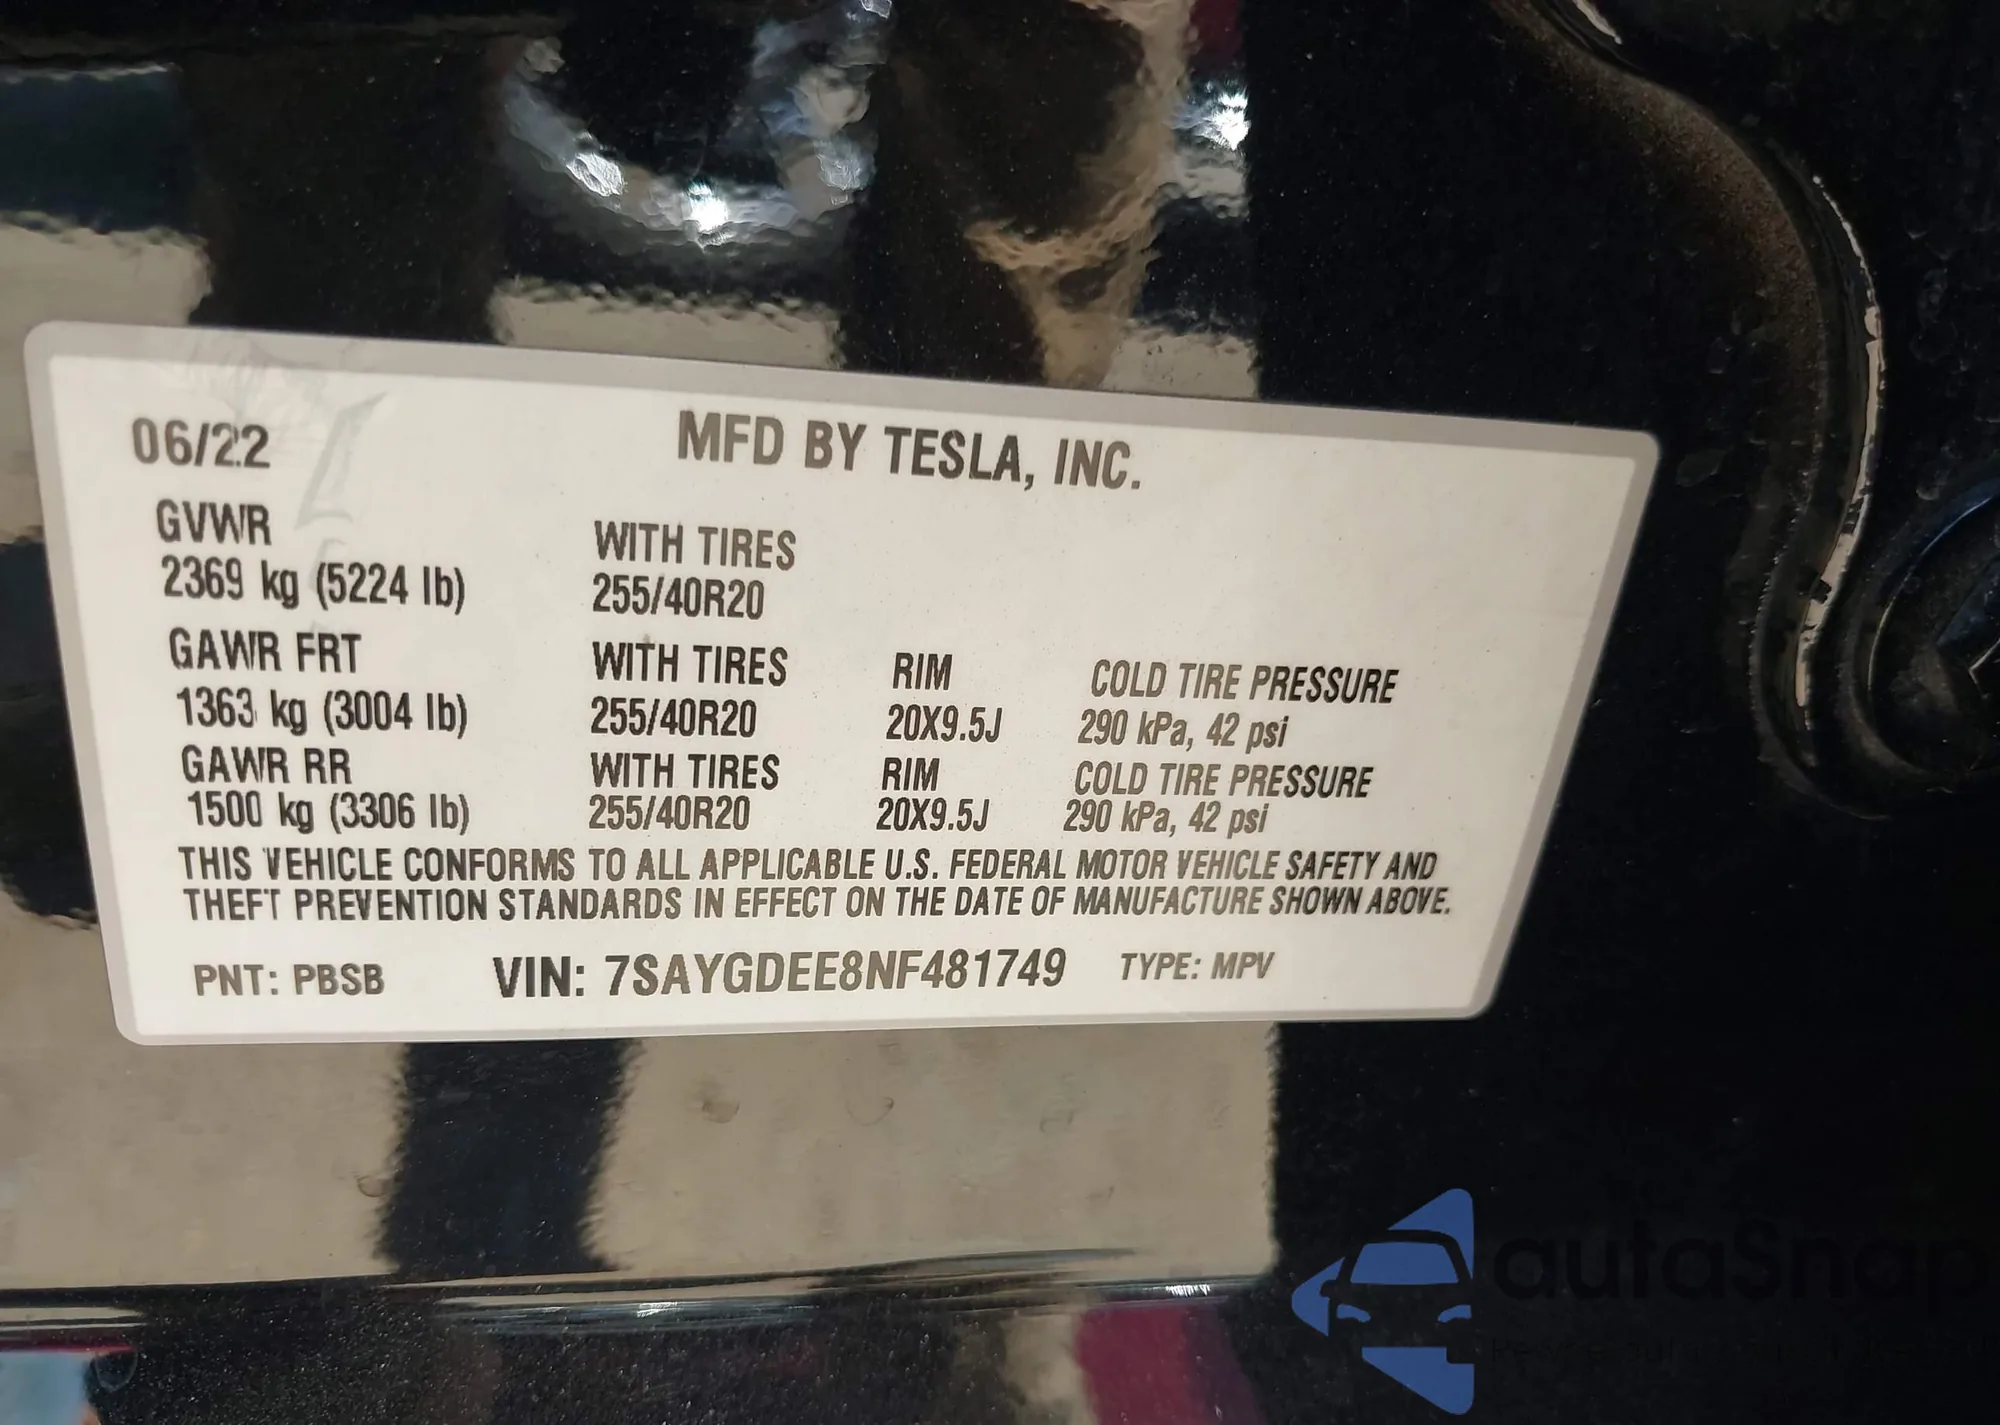 06/22 MFD BY TESLA, INC.
GVWR WITH TIRES
2369 kg (5224 lb) 255/40R20
GAWR FRT WITH TIRES RIM COLD TIRE PRESSURE
1363 kg (3004 lb) 255/40R20 20X9.5J 290 kPa, 42 psi
GAWR RR WITH TIRES RIM COLD TIRE PRESSURE
1500 kg (3306 lb) 255/40R20 20X9.5J 290 kPa, 42 psi
THIS VEHICLE CONFORMS TO ALL APPLICABLE U.S. FEDERAL MOTOR VEHICLE SAFETY AND
THEFT PREVENTION STANDARDS IN EFFECT ON THE DATE OF MANUFACTURE SHOWN ABOVE.
PNT: PBSB VIN: 7SAYGDEE8NF481749 TYPE: MPV
autaSnap